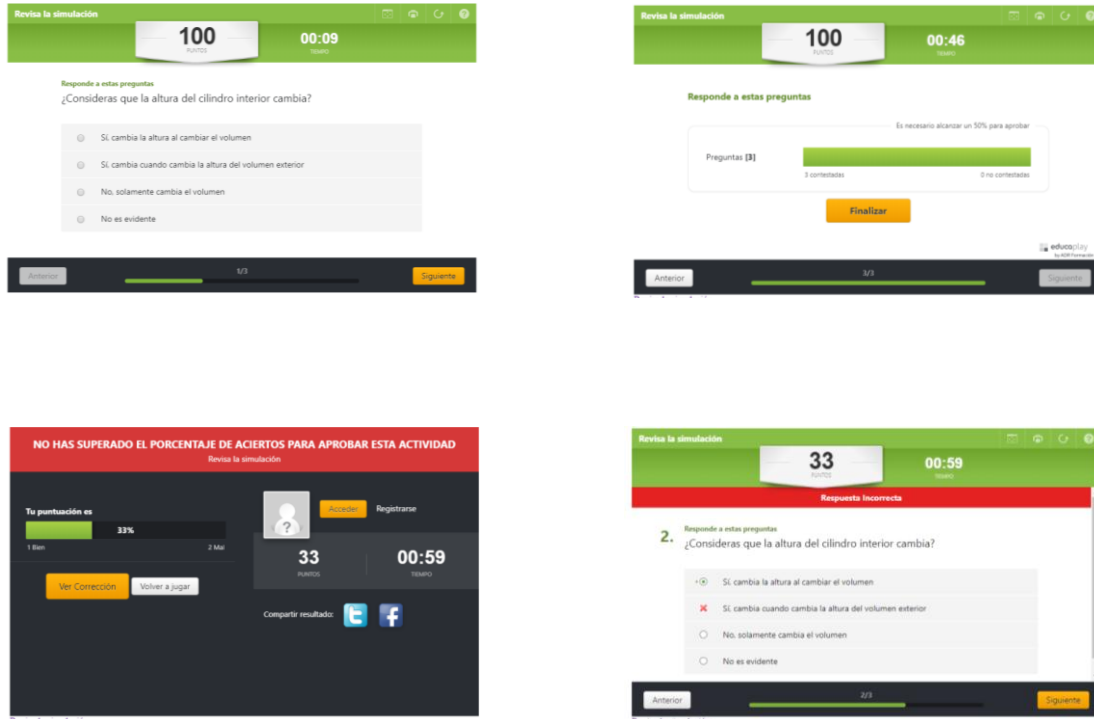 Revisa la simulación
100
PUNTOS
00:09
TIEMPO
Responde a estas preguntas
¿Consideras que la altura del cilindro interior cambia?
Sí, cambia la altura al cambiar el volumen
Sí, cambia cuando cambia la altura del volumen exterior
No, solamente cambia el volumen
No es evidente
Anterior
1/3
Siguiente
Revisa la simulación
100
PUNTOS
00:46
TIEMPO
Responde a estas preguntas
Es necesario alcanzar un 50% para aprobar
Preguntas [3]
3 contestadas
0 no contestadas
Finalizar
educaplay
by ADR Formación
Anterior
3/3
Siguiente
NO HAS SUPERADO EL PORCENTAJE DE ACIERTOS PARA APROBAR ESTA ACTIVIDAD
Revisa la simulación
Tu puntuación es
33%
1 Bien
2 Mal
Ver Corrección
Volver a jugar
?
Acceder
Registrarse
33
PUNTOS
00:59
TIEMPO
Compartir resultado:
Revisa la simulación
33
PUNTOS
00:59
TIEMPO
Respuesta Incorrecta
2.
Responde a estas preguntas
¿Consideras que la altura del cilindro interior cambia?
Sí, cambia la altura al cambiar el volumen
Sí, cambia cuando cambia la altura del volumen exterior
No, solamente cambia el volumen
No es evidente
Anterior
2/3
Siguiente